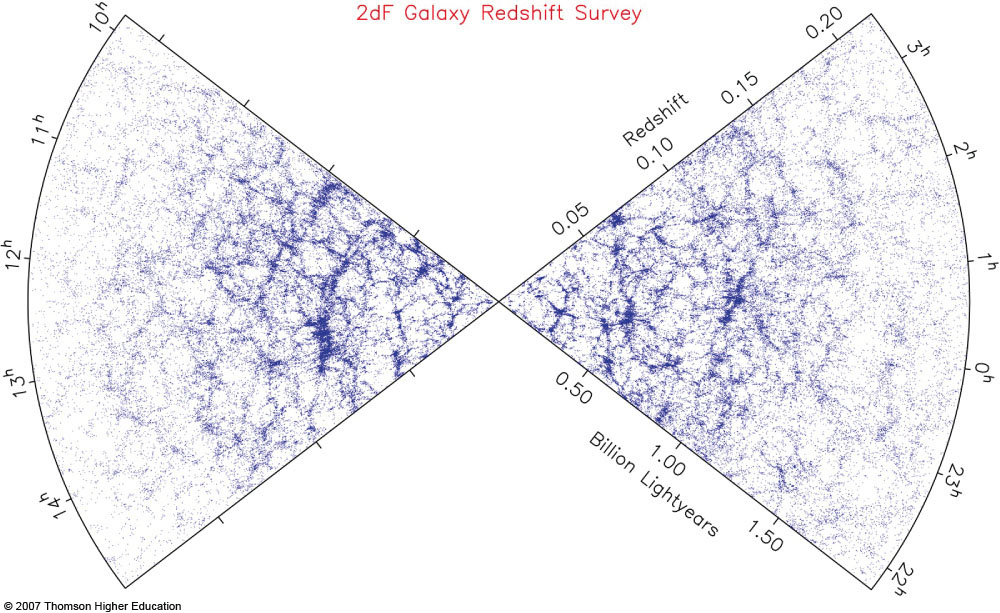 2dF Galaxy Redshift Survey
10ʰ
11ʰ
12ʰ
13ʰ
14ʰ
Redshift
0.05
0.10
0.15
0.20
3ʰ
2ʰ
1ʰ
0ʰ
23ʰ
22ʰ
0.50
1.00
1.50
Billion Lightyears
© 2007 Thomson Higher Education